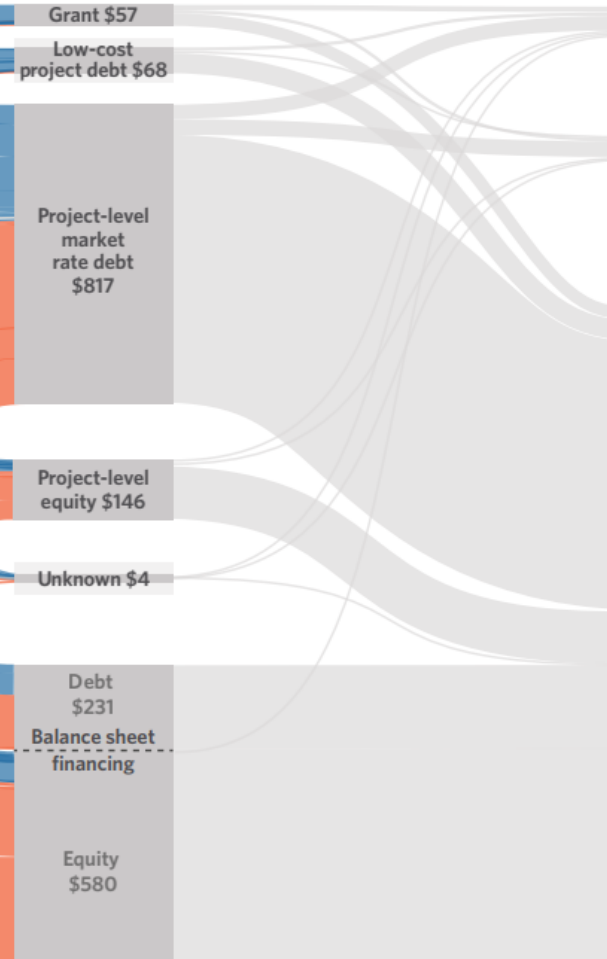 Grant $57
Low-cost
project debt $68
Project-level
market
rate debt
$817
Project-level
equity $146
Unknown $4
Debt
$231
Balance sheet
financing
Equity
$580